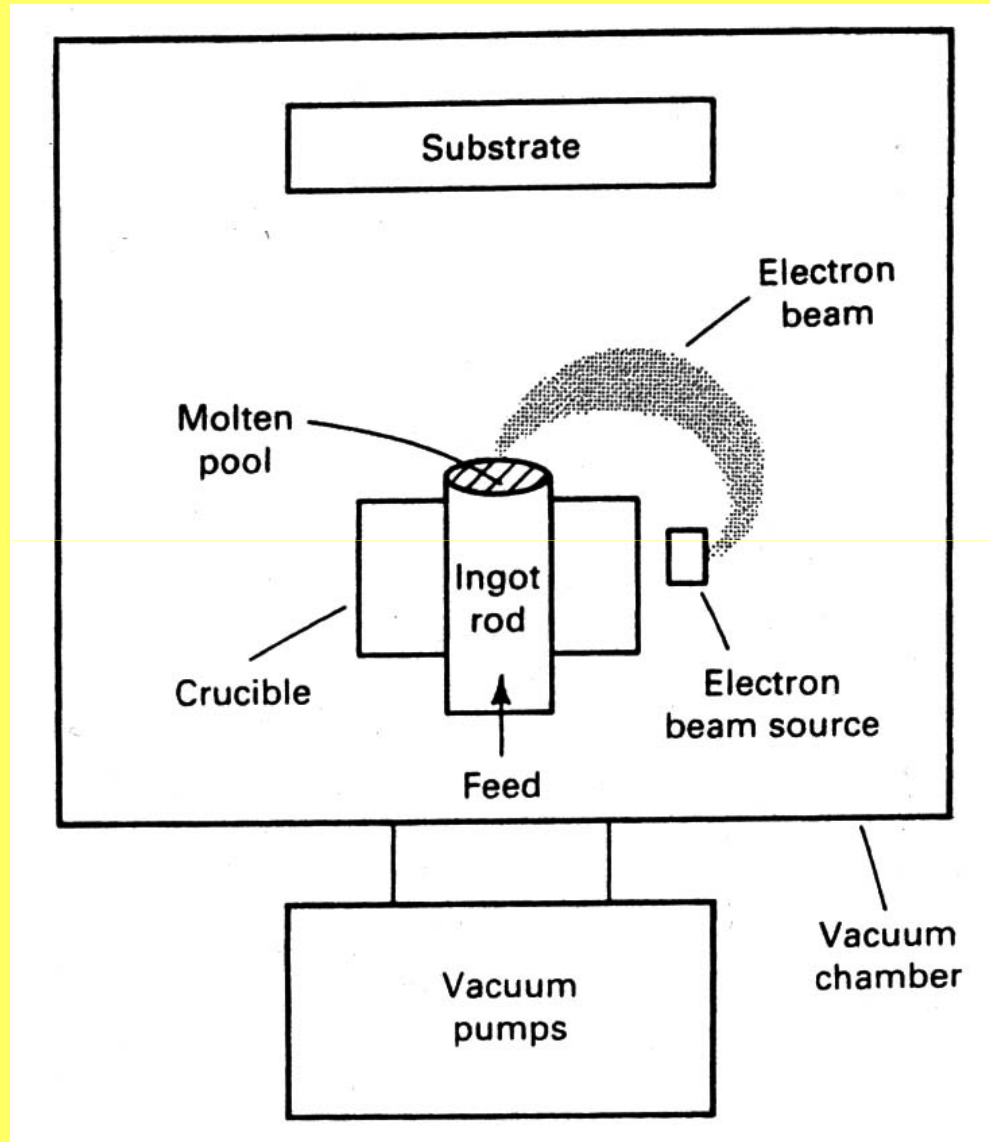 Substrate
Electron
beam
Molten
pool
Ingot
rod
Crucible
Electron
beam source
Feed
Vacuum
chamber
Vacuum
pumps